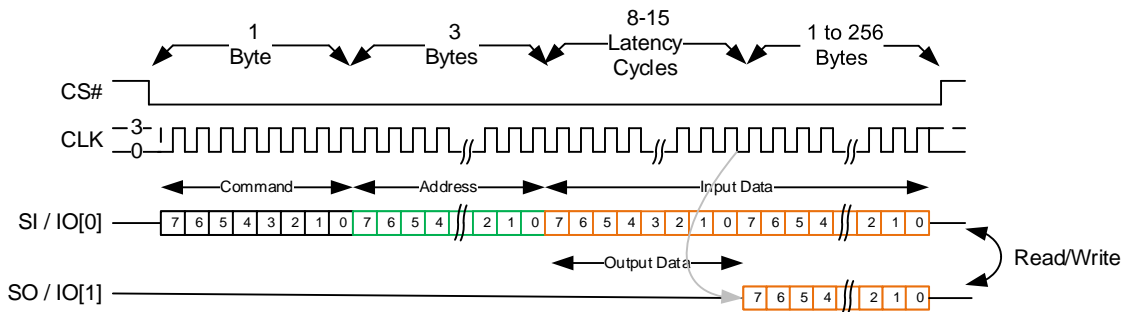 1
Byte
3
Bytes
8-15
Latency
Cycles
1 to 256
Bytes
CS#
CLK
3
0
Command
Address
Input Data
SI / IO[0]
7 6 5 4 3 2 1 0 7 6 5 4 2 1 0 7 6 5 4 3 2 1 0 7 6 5 4 2 1 0
Output Data
Read/Write
SO / IO[1]
7 6 5 4 2 1 0